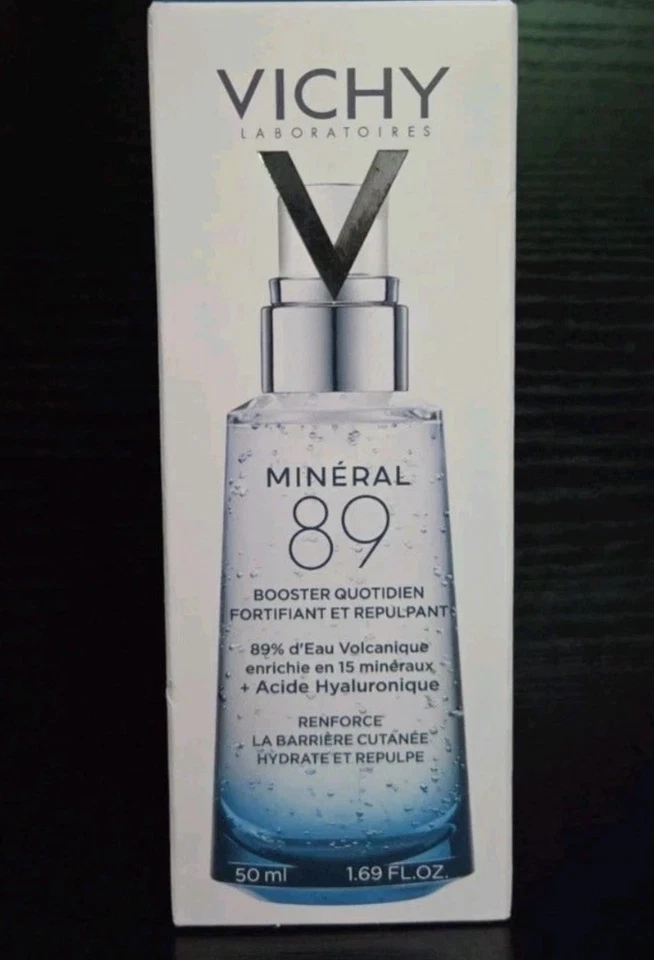 VICHY
LABORATOIRES
MINÉRAL
89
BOOSTER QUOTIDIEN
FORTIFIANT ET REPULPANT
89% d'Eau Volcanique
enrichie en 15 minéraux
+ Acide Hyaluronique
RENFORCE
LA BARRIÈRE CUTANÉE
HYDRATE ET REPULPE
50 ml 1.69 FL.OZ.